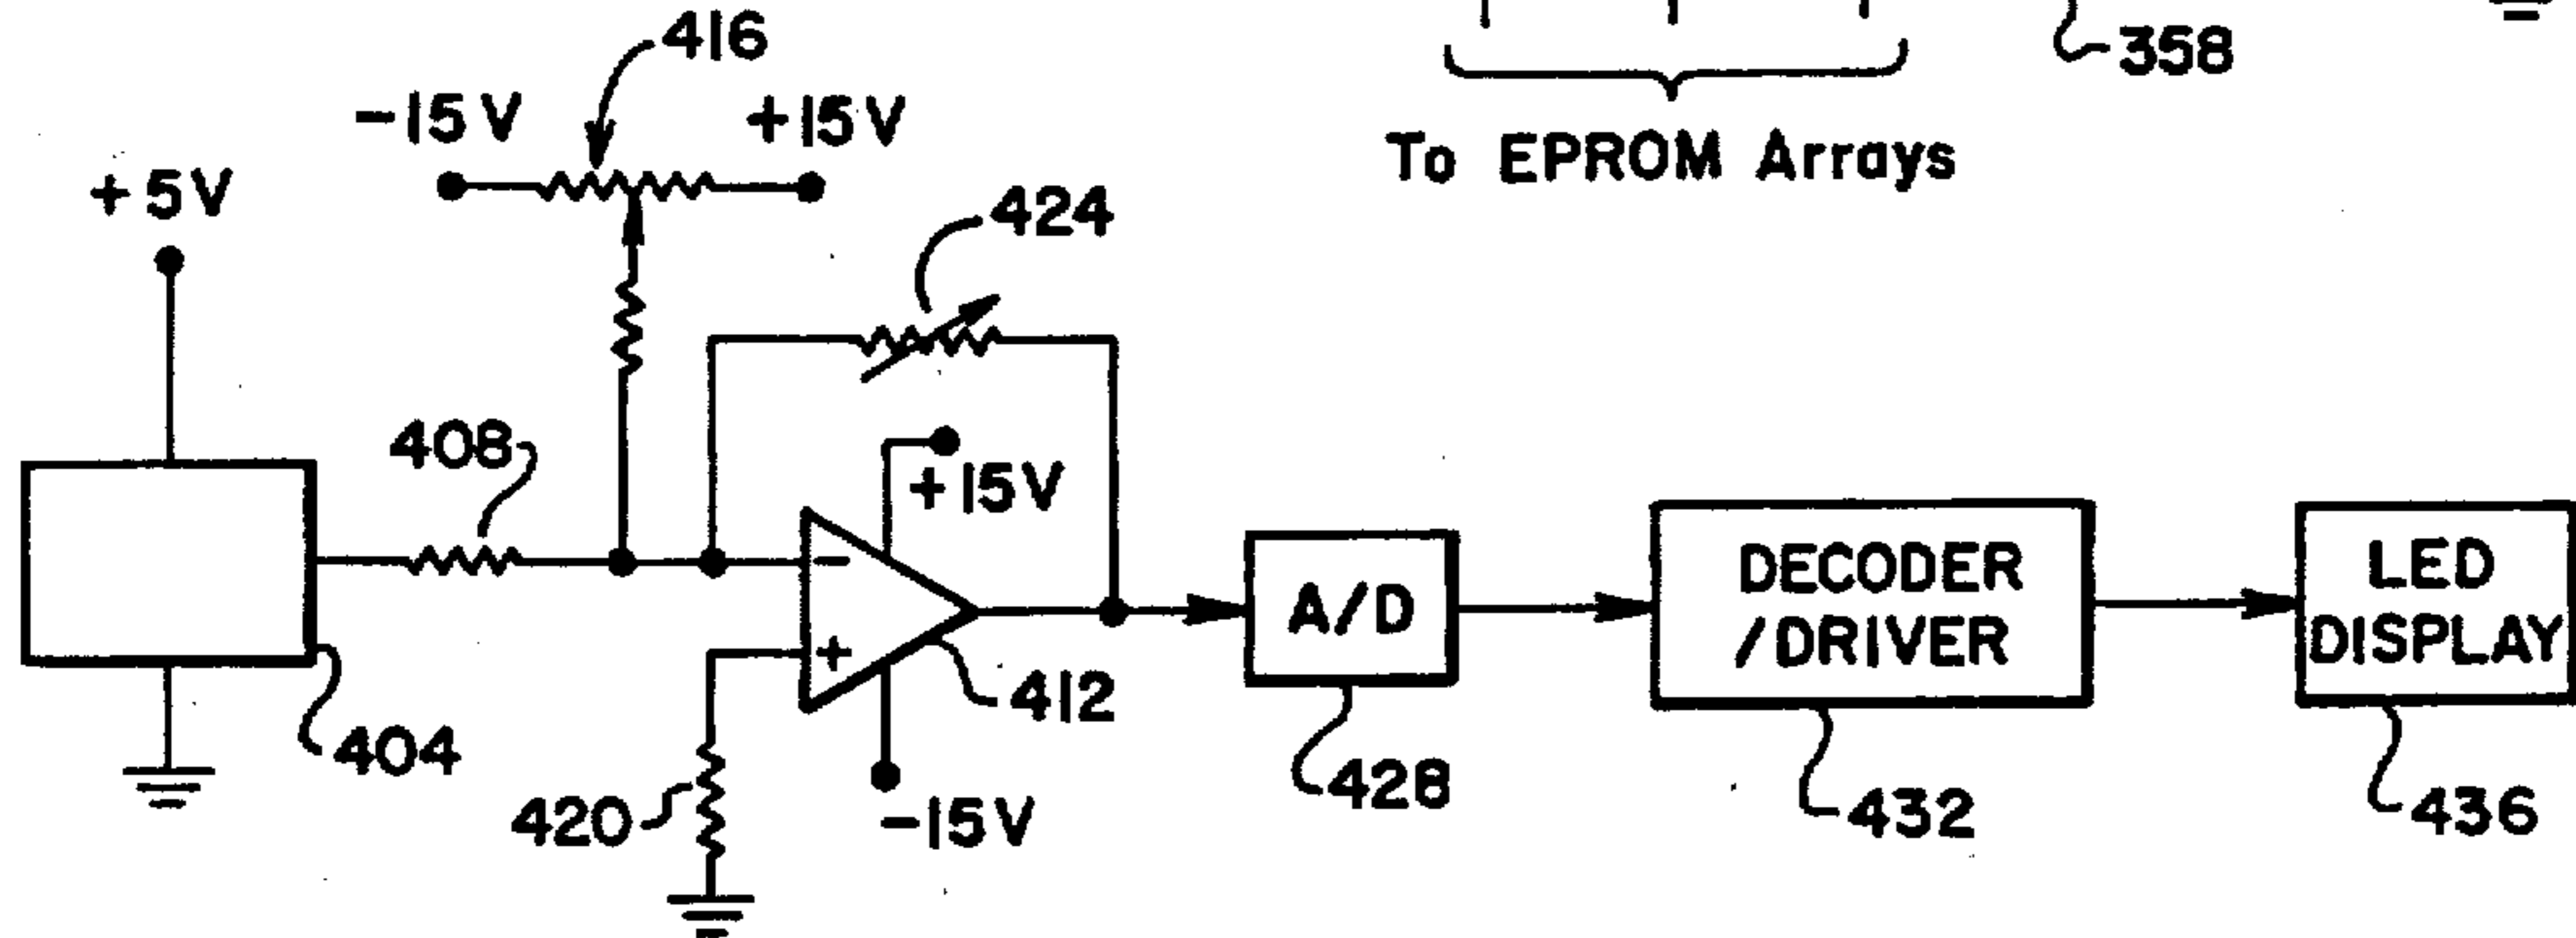 416
358
-15V
+15V
To EPROM Arrays
+5V
424
408
+15V
-
+
A/D
DECODER
/DRIVER
LED
DISPLAY
412
404
420
-15V
428
432
436